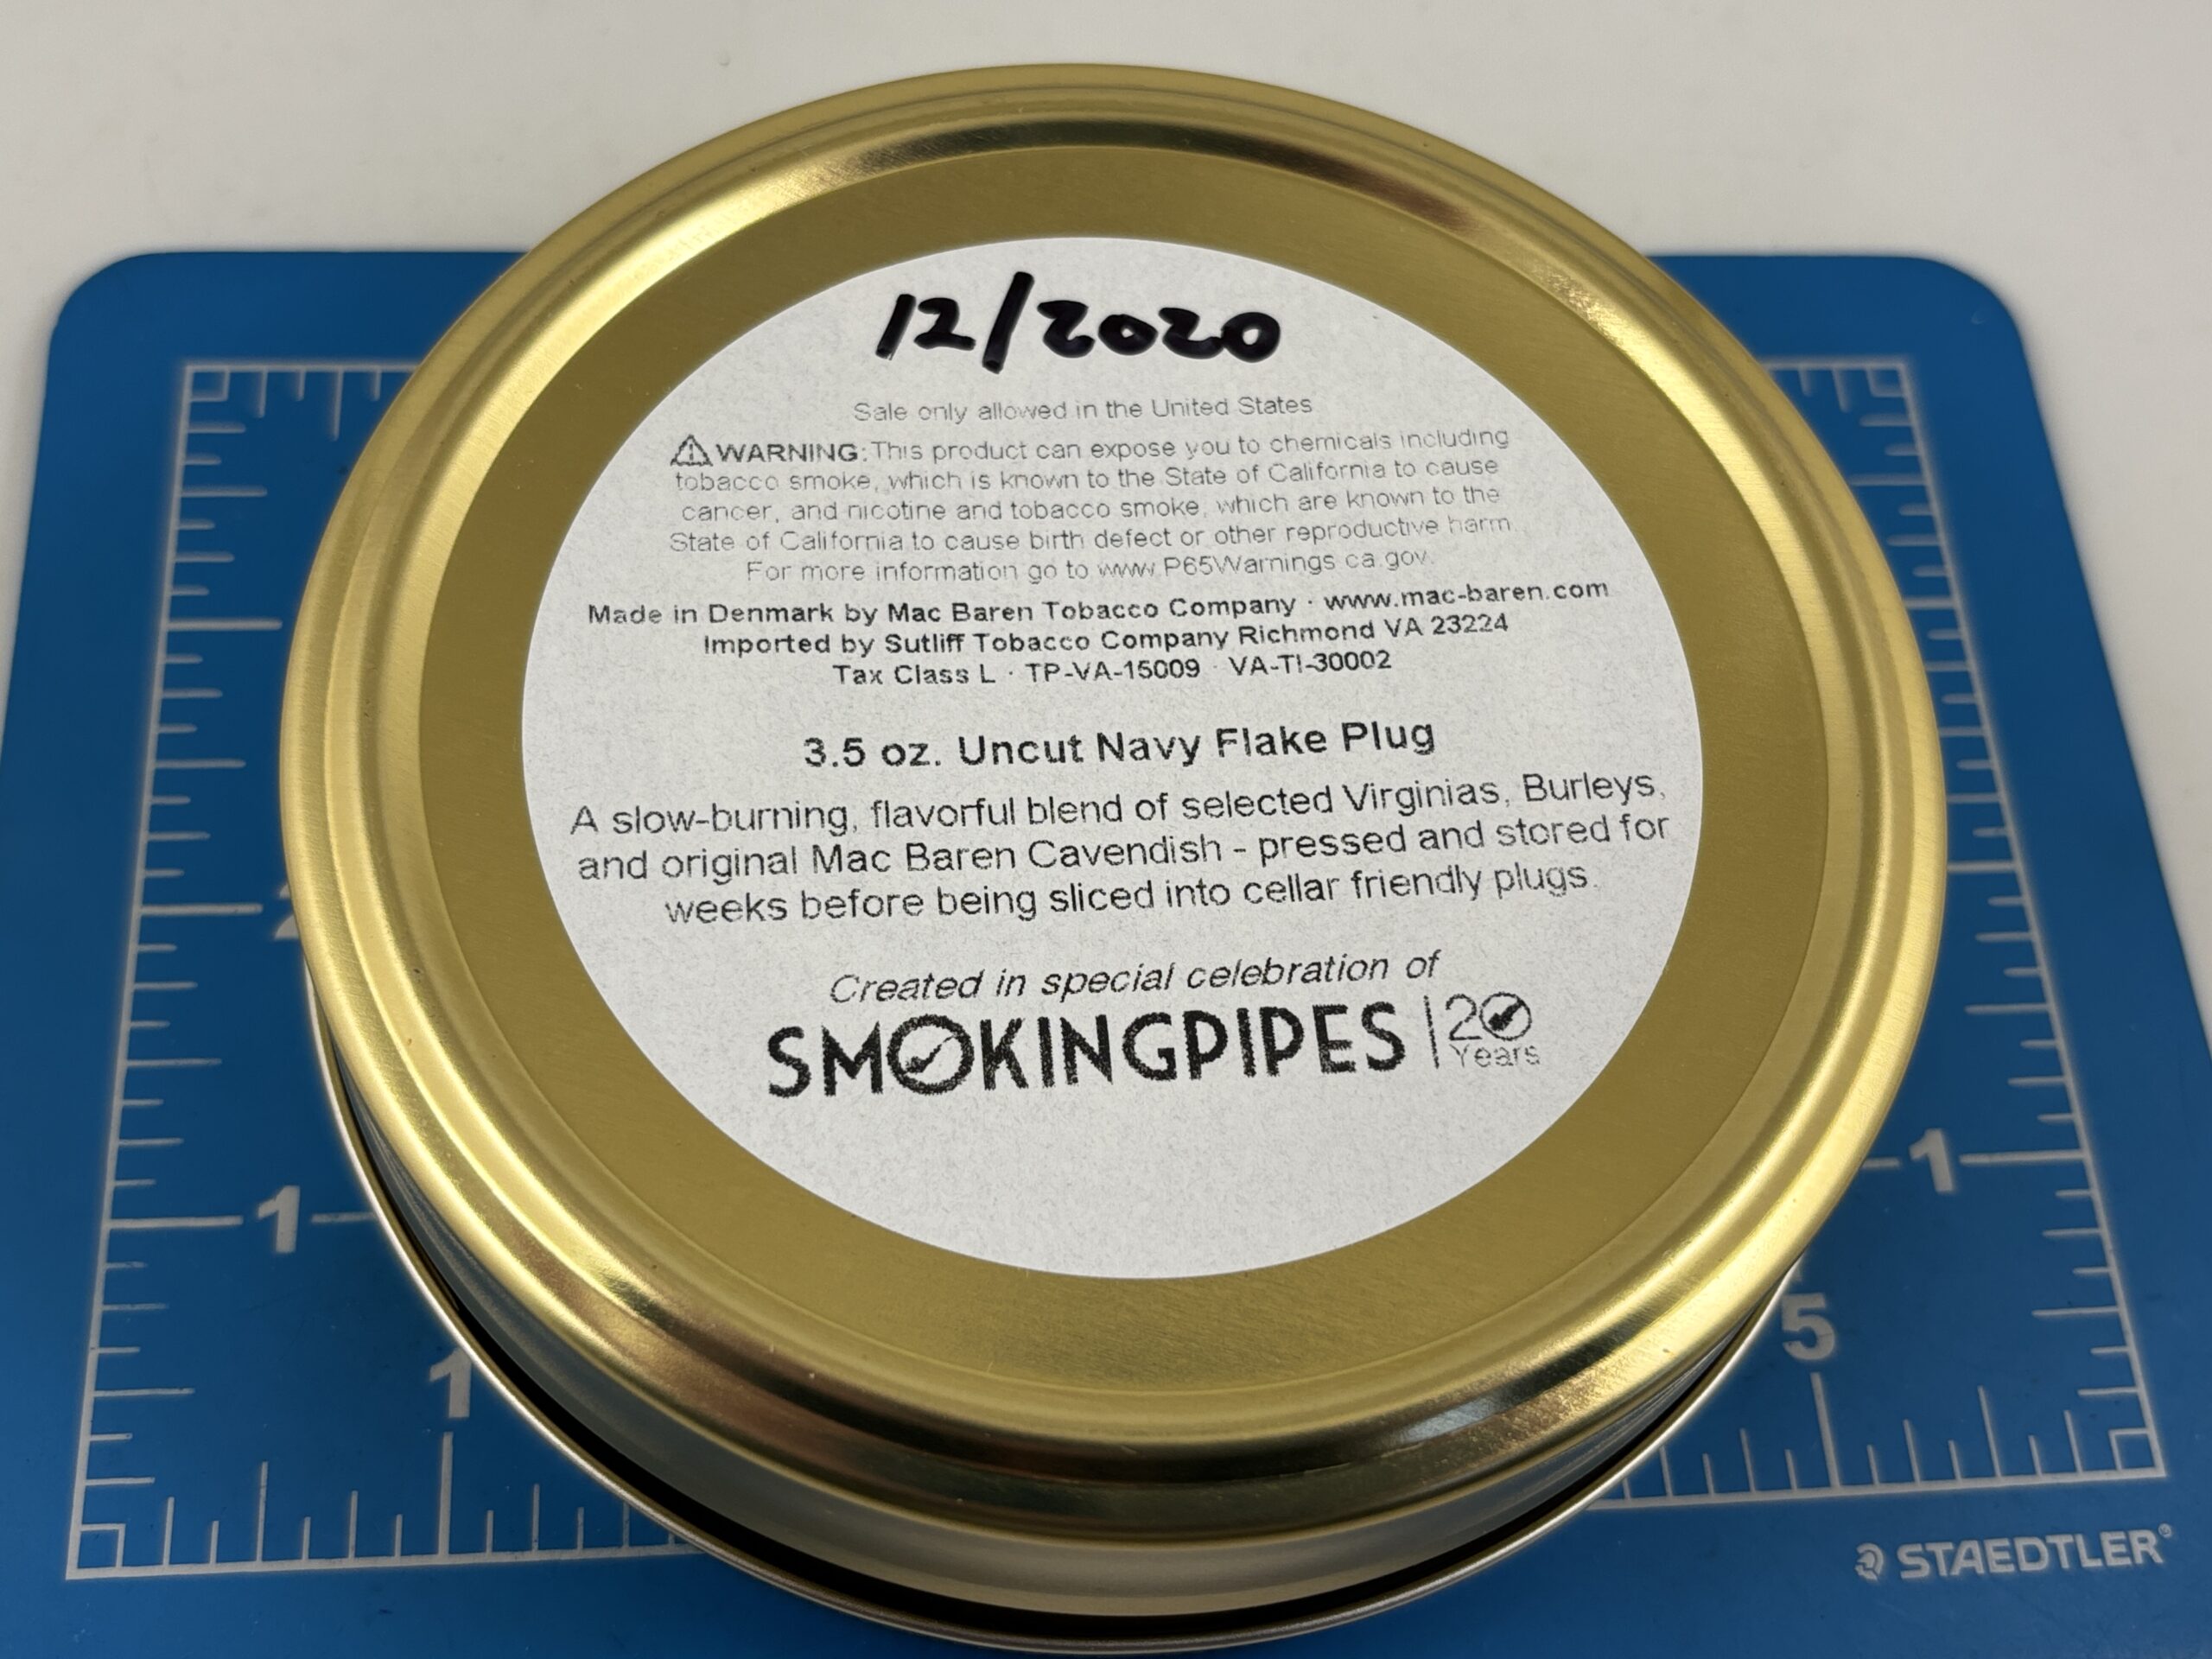 12/2020
Sale only allowed in the United States
⚠ WARNING: This product can expose you to chemicals including
tobacco smoke, which is known to the State of California to cause
cancer, and nicotine and tobacco smoke, which are known to the
State of California to cause birth defect or other reproductive harm.
For more information go to www.P65Warnings.ca.gov.
Made in Denmark by Mac Baren Tobacco Company · www.mac-baren.com
Imported by Sutliff Tobacco Company Richmond VA 23224
Tax Class L · TP-VA-15009 · VA-TI-30002
3.5 oz. Uncut Navy Flake Plug
A slow-burning, flavorful blend of selected Virginias, Burleys,
and original Mac Baren Cavendish - pressed and stored for
weeks before being sliced into cellar friendly plugs.
Created in special celebration of
SMOKINGPIPES | 20
Years
1
1
1
5
STAEDTLER®